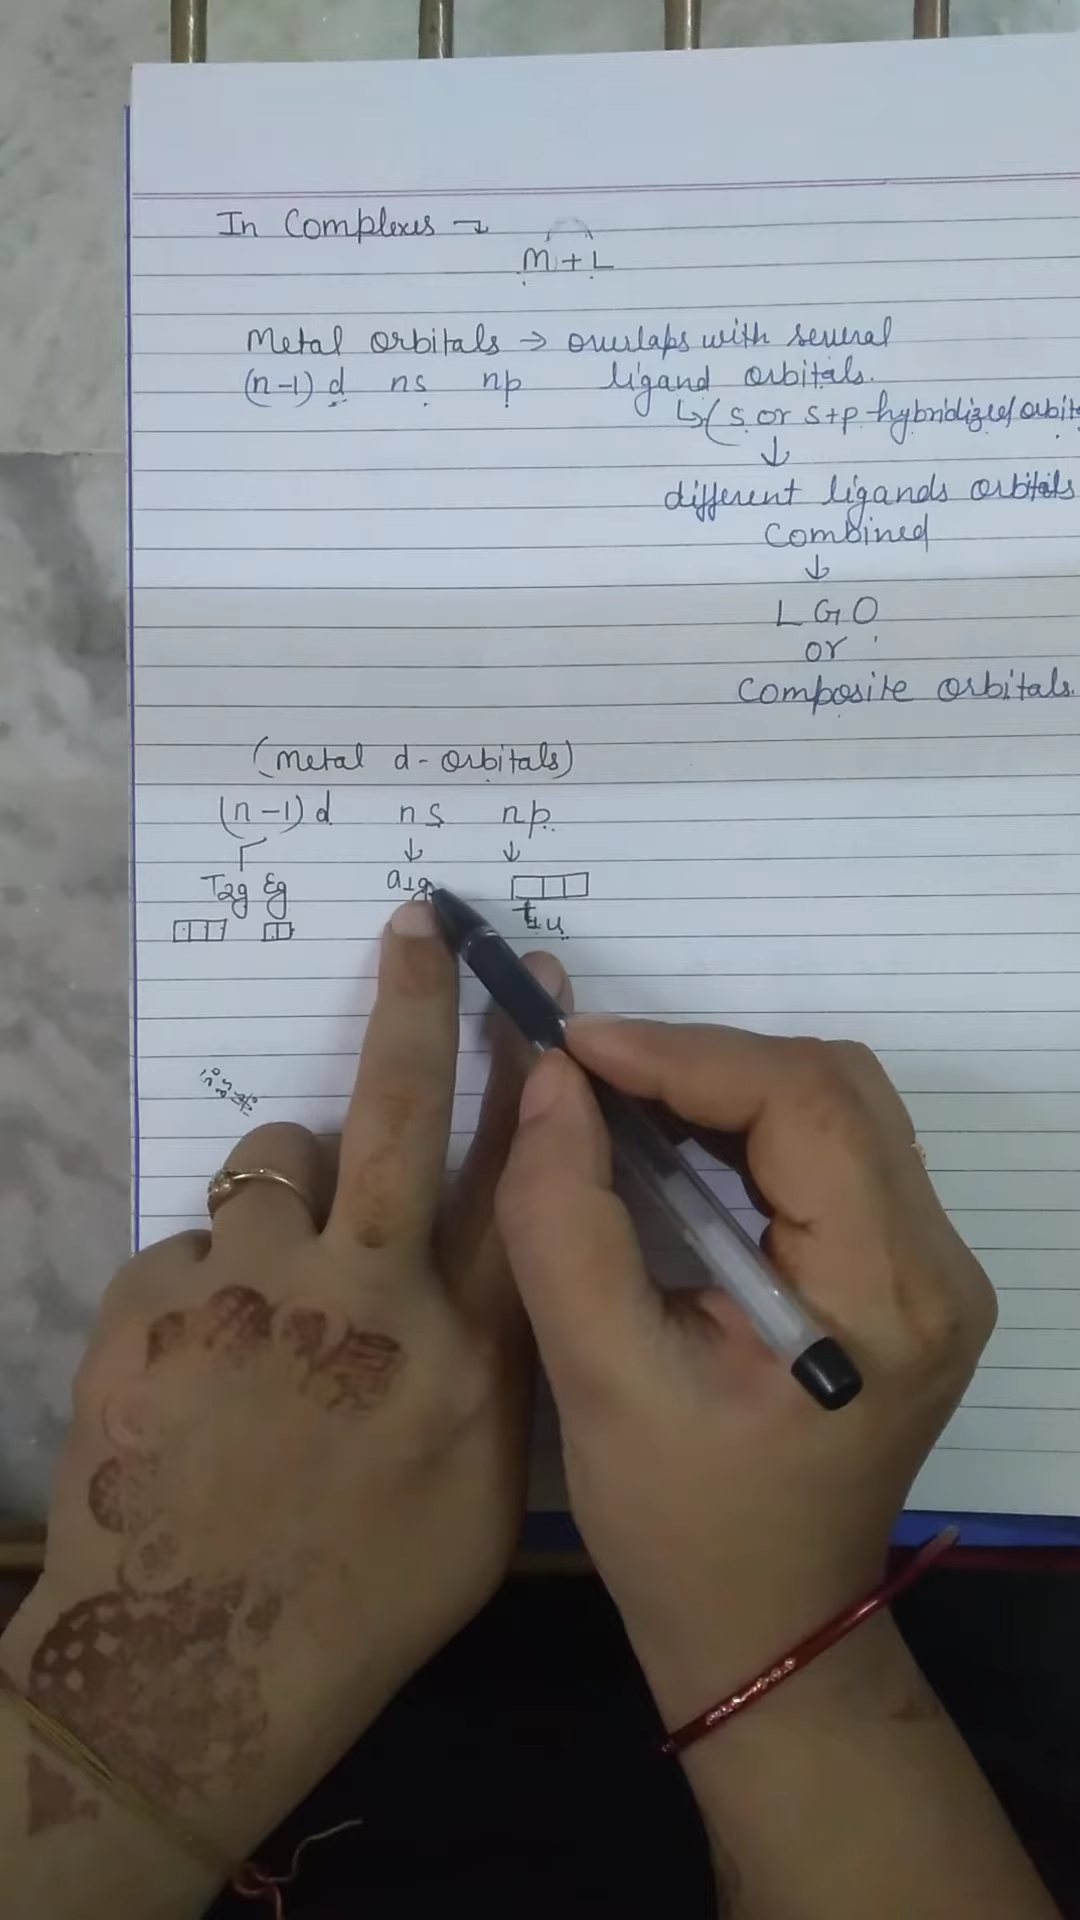 In Complexes →
M + L
Metal orbitals → overlaps with several
(n-1) d ns np ligand orbitals.
↳ (s or s+p hybridized orbit
↓
different ligands orbitals
Combined
↓
LGO
or
Composite orbitals.
(Metal d-orbitals)
(n-1) d ns np
↓ ↓
T2g Eg a1g
t1u